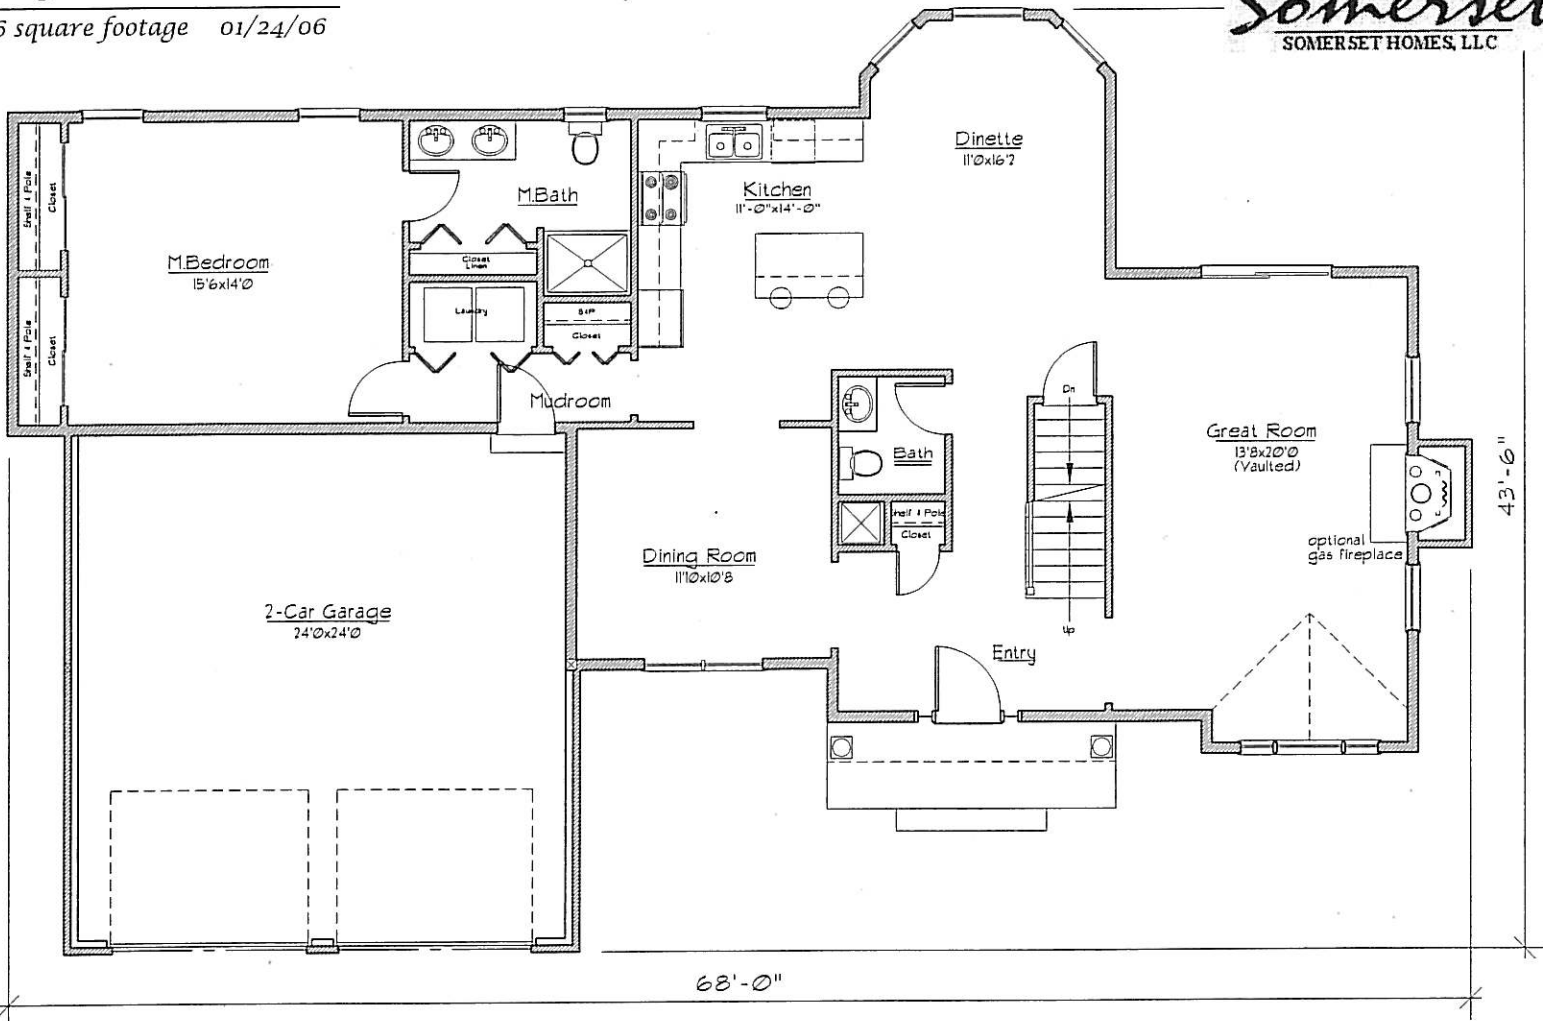 6 square footage 01/24/06
Somerset
SOMERSET HOMES, LLC
Dinette
11'0x16'2
Kitchen
11'-0"x14'-0"
M.Bath
Shelf & Pole
Closet
M.Bedroom
15'6x14'0
Closet
Linen
Laundry
S&P
Closet
Shelf & Pole
Closet
Mudroom
Dn
Bath
Great Room
13'8x20'0
(Vaulted)
43'-6"
Shelf & Pole
Closet
optional
gas fireplace
Dining Room
11'10x10'8
2-Car Garage
24'0x24'0
Up
Entry
68'-0"